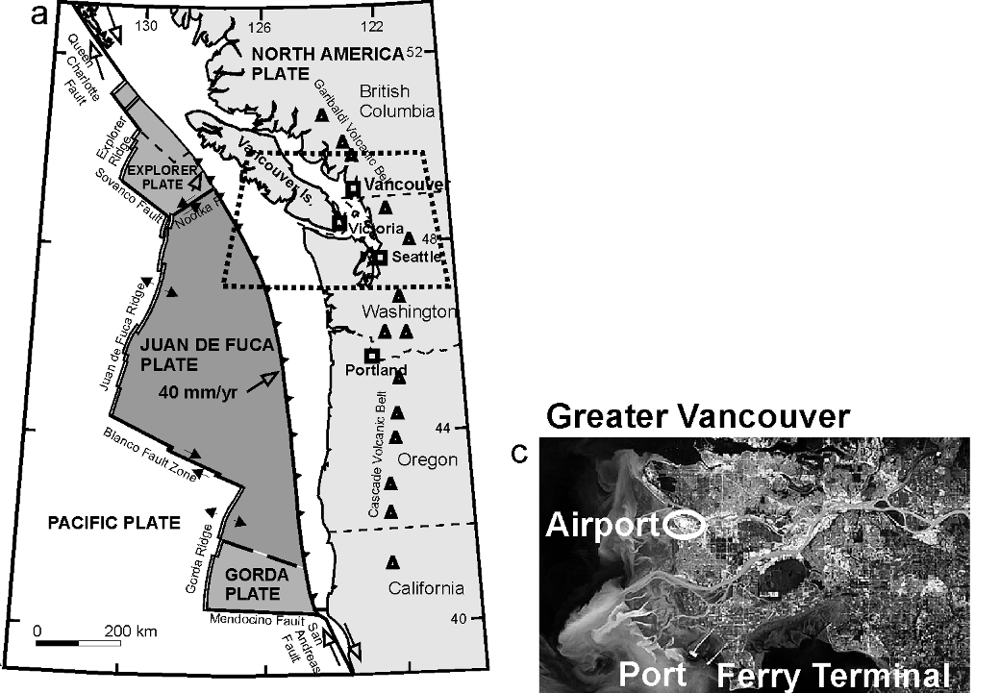 a
130
126
122
52
NORTH AMERICA
PLATE
British
Columbia
Queen
Charlotte
Fault
Garibaldi Volcanic Belt
Explorer
Ridge
Vancouver Is.
EXPLORER
PLATE
Vancouver
Sovanco Fault
Nootka F
Victoria
48
Seattle
Washington
Juan de Fuca Ridge
JUAN DE FUCA
PLATE
Portland
40 mm/yr
Cascade Volcanic Belt
44
Blanco Fault Zone
Oregon
PACIFIC PLATE
Gorda Ridge
GORDA
PLATE
California
Mendocino Fault
40
San
Andreas
Fault
0
200 km
Greater Vancouver
c
Airport
Port
Ferry Terminal